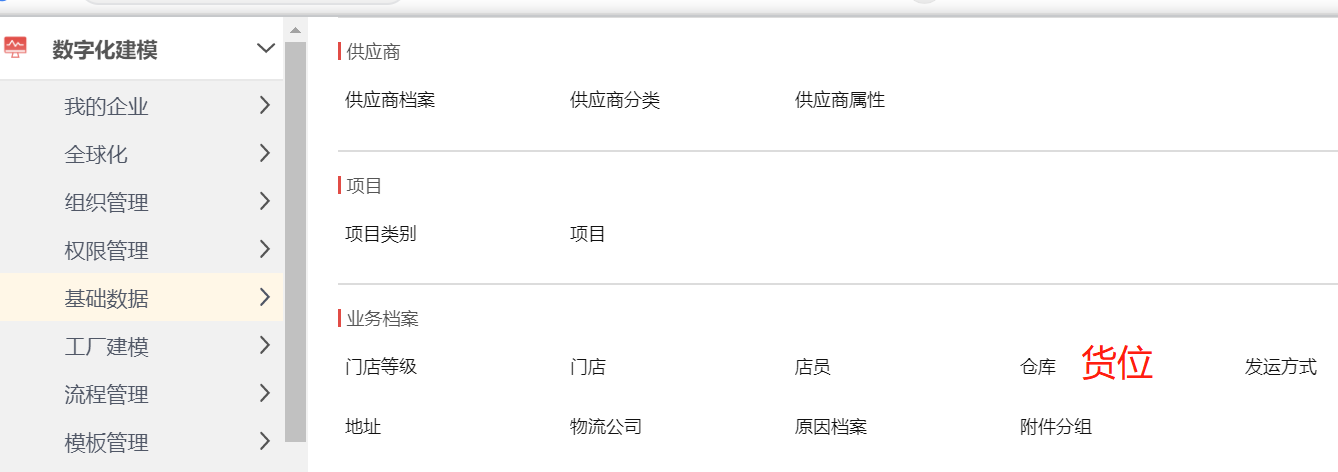 数字化建模
我的企业
全球化
组织管理
权限管理
基础数据
工厂建模
流程管理
模板管理
供应商
供应商档案 供应商分类 供应商属性
项目
项目类别 项目
业务档案
门店等级 门店 店员 仓库 货位 发运方式
地址 物流公司 原因档案 附件分组